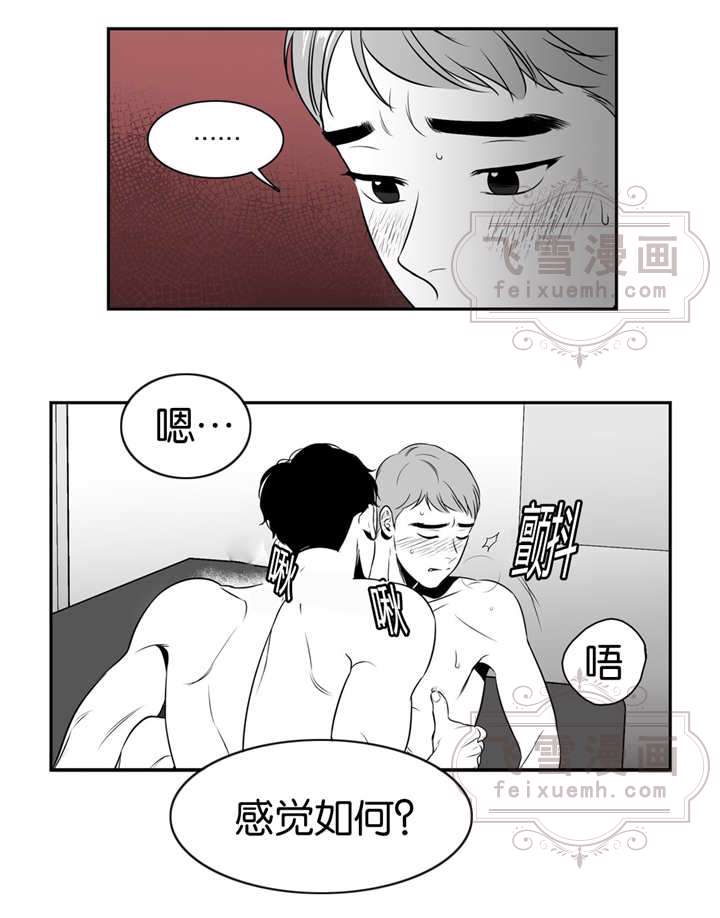 ......
飞雪漫画
feixuemh.com
嗯…
啾
啾
颤抖
唔
飞雪漫画
feixuemh.com
感觉如何?